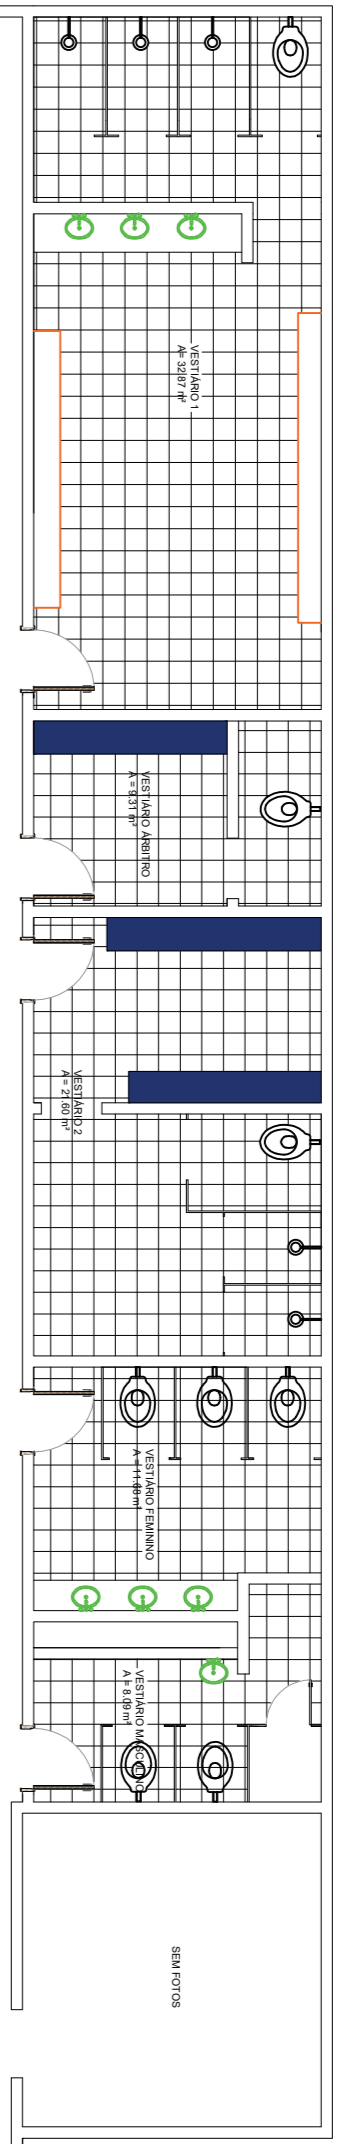 VESTIÁRIO 1
A= 32.87 m²
VESTIÁRIO ÁRBITRO
A = 9.31 m²
VESTIÁRIO 2
A = 21.60 m²
VESTIÁRIO FEMININO
A = 11.68 m²
VESTIÁRIO MASCULINO
A = 8.09 m²
SEM FOTOS